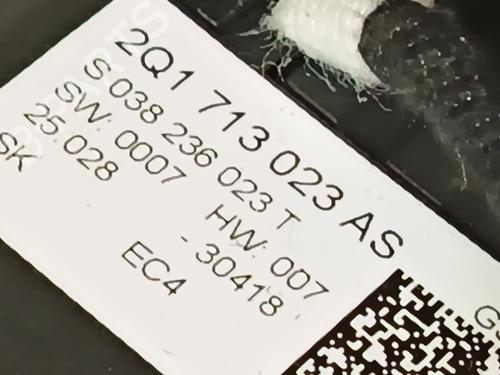 2Q1 713 023 AS
S 038 236 023 T
SW: 0007 HW: 007
25 028 - 30418
SK EC4